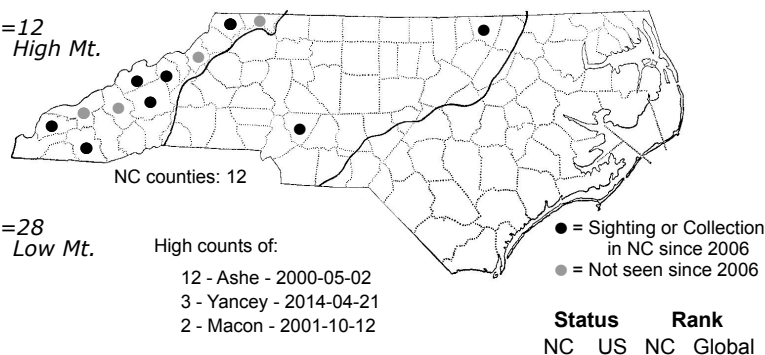 =12
High Mt.
NC counties: 12
=28
Low Mt.
High counts of:
12 - Ashe - 2000-05-02
3 - Yancey - 2014-04-21
2 - Macon - 2001-10-12
= Sighting or Collection
in NC since 2006
= Not seen since 2006
Status Rank
NC US NC Global